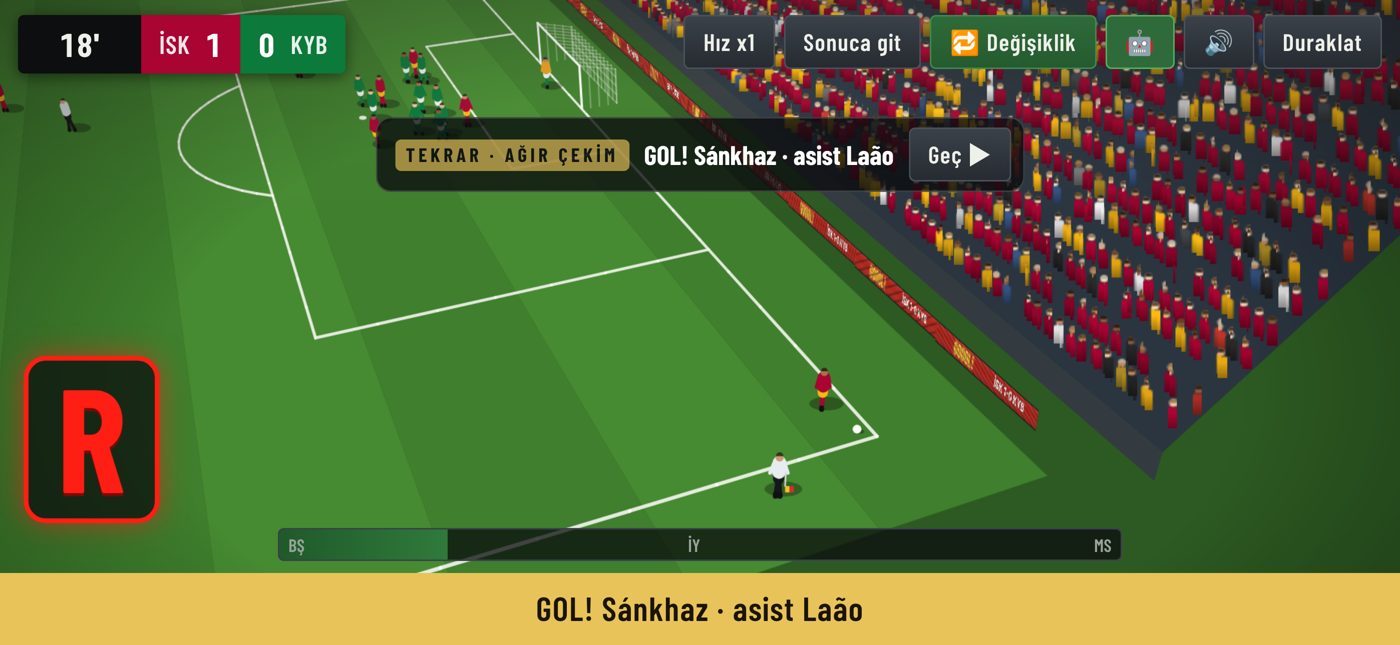 18' İSK 1 0 KYB
Hız x1 Sonuca git Değişiklik Duraklat
TEKRAR · AĞIR ÇEKİM GOL! Sánkhaz · asist Laão Geç
R
BŞ İY MS
GOL! Sánkhaz · asist Laão